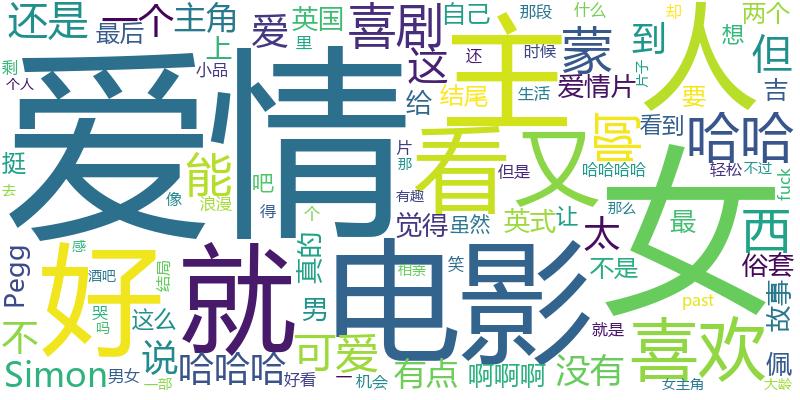 还是
最后
一个
主角
上
爱
里
英国
喜剧
自己
那段
什么
却
两个
剩
个人
小品
爱情
这
还
时候
主
蒙
到
人
想
但
给
结尾
生活
爱情片
片子
要
吉
挺
能
吧
片
那
看
又
啊
看到
哈哈
去
像
浪漫
得
有趣
但是
哈哈哈哈
轻松
不过
fuck
女
个
觉得
虽然
英式
让
那么
太
最
西
Pegg
感
好
就
真的
电影
相亲
笑
不是
俗套
酒吧
结局
男
past
故事
不
哭
吗
这么
说
哈哈哈
可爱
就是
喜欢
佩
Simon
男女
一部
好看
一
机会
有点
啊啊啊
没有
女主角
大龄